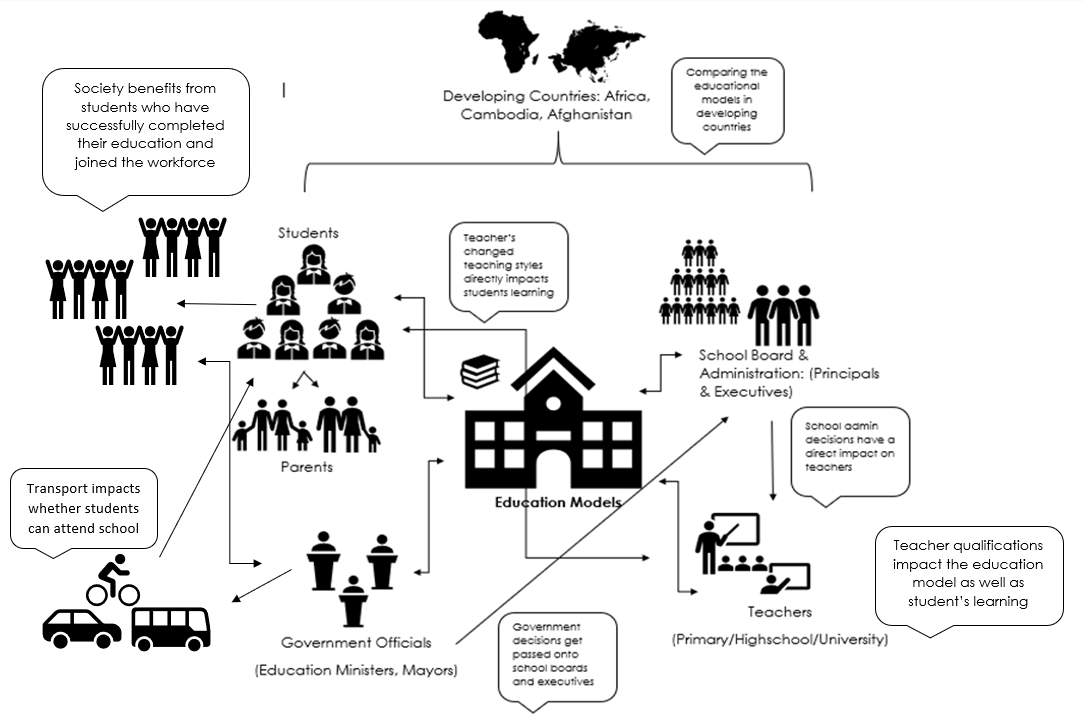 Developing Countries: Africa,
Cambodia, Afghanistan
Comparing the
educational
models in
developing
countries
Society benefits from
students who have
successfully completed
their education and
joined the workforce
Students
Teacher's
changed
teaching styles
directly impacts
students learning
School Board &
Administration: (Principals
& Executives)
Parents
School admin
decisions have a
direct impact on
teachers
Education Models
Transport impacts
whether students
can attend school
Teacher qualifications
impact the education
model as well as
student's learning
Teachers
(Primary/Highschool/University)
Government Officials
(Education Ministers, Mayors)
Government
decisions get
passed onto
school boards
and executives